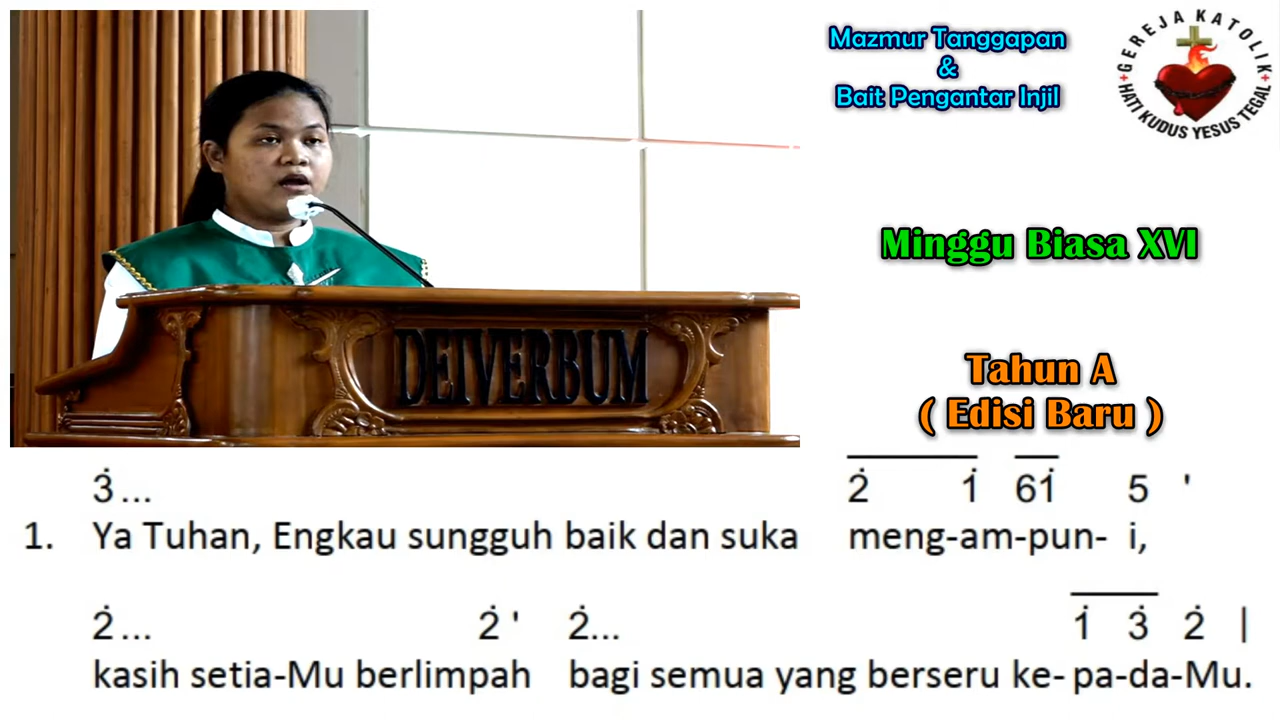 Mazmur Tanggapan
&
Bait Pengantar Injil
GEREJA KATOLIK
HATI KUDUS YESUS TEGAL
Minggu Biasa XVI
Tahun A
( Edisi Baru )
DEIVERBUM
3̇ ... 2̇ 1̇ 61̇ 5 '
1. Ya Tuhan, Engkau sungguh baik dan suka meng-am-pun- i,
2̇ ... 2̇ ' 2̇... 1̇ 3̇ 2̇ |
kasih setia-Mu berlimpah bagi semua yang berseru ke- pa-da-Mu.